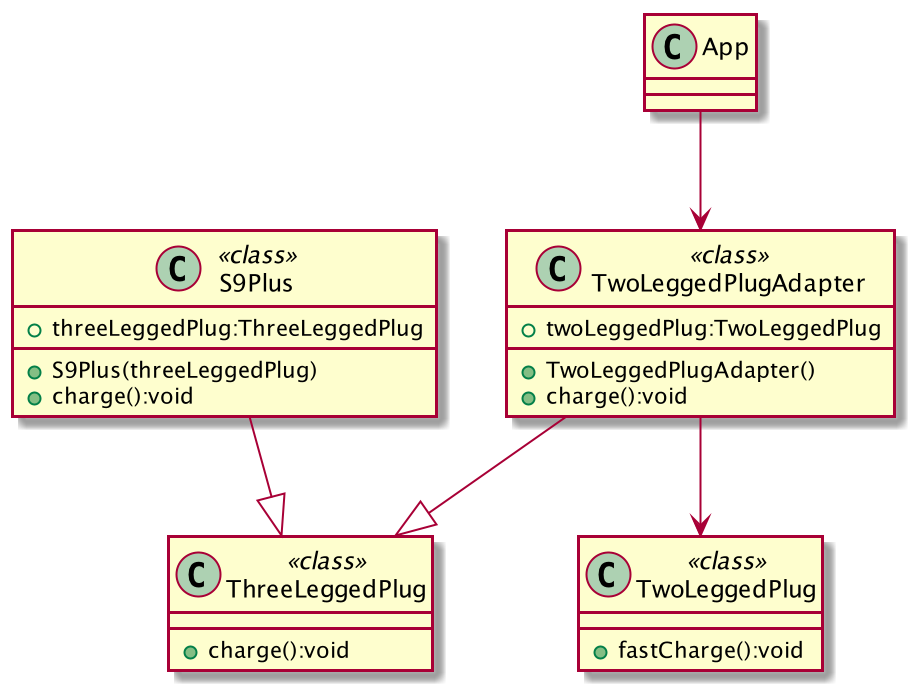 C App
C «class»
S9Plus
threeLeggedPlug:ThreeLeggedPlug
S9Plus(threeLeggedPlug)
charge():void
C «class»
TwoLeggedPlugAdapter
twoLeggedPlug:TwoLeggedPlug
TwoLeggedPlugAdapter()
charge():void
C «class»
ThreeLeggedPlug
charge():void
C «class»
TwoLeggedPlug
fastCharge():void